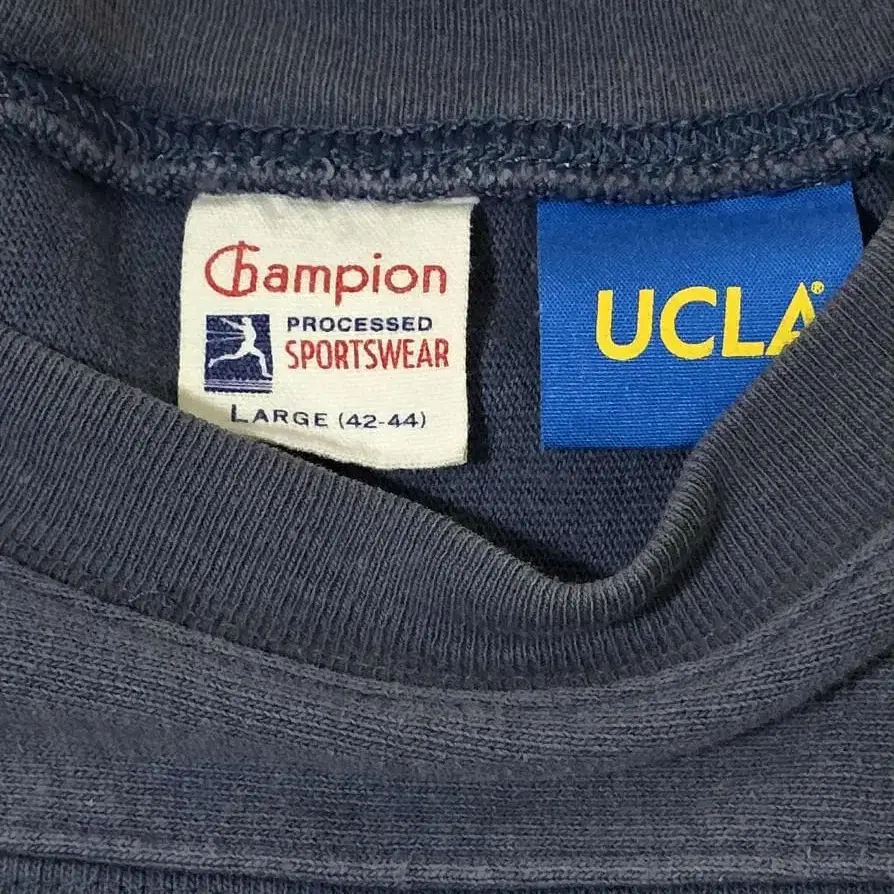 Champion
PROCESSED
SPORTSWEAR
LARGE (42-44)
UCLA®